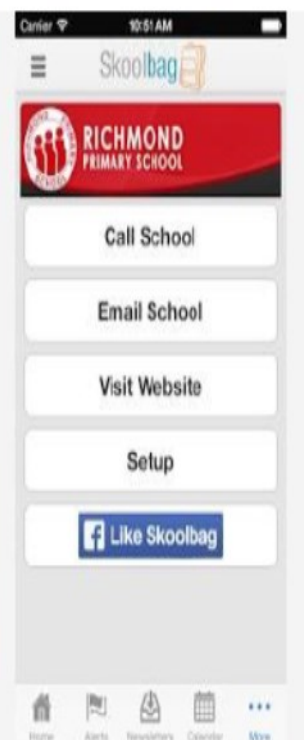 Carrier 10:51 AM
Skoolbag
RICHMOND
PRIMARY SCHOOL
Call School
Email School
Visit Website
Setup
f Like Skoolbag
Home Alerts Newsletters Calendar More